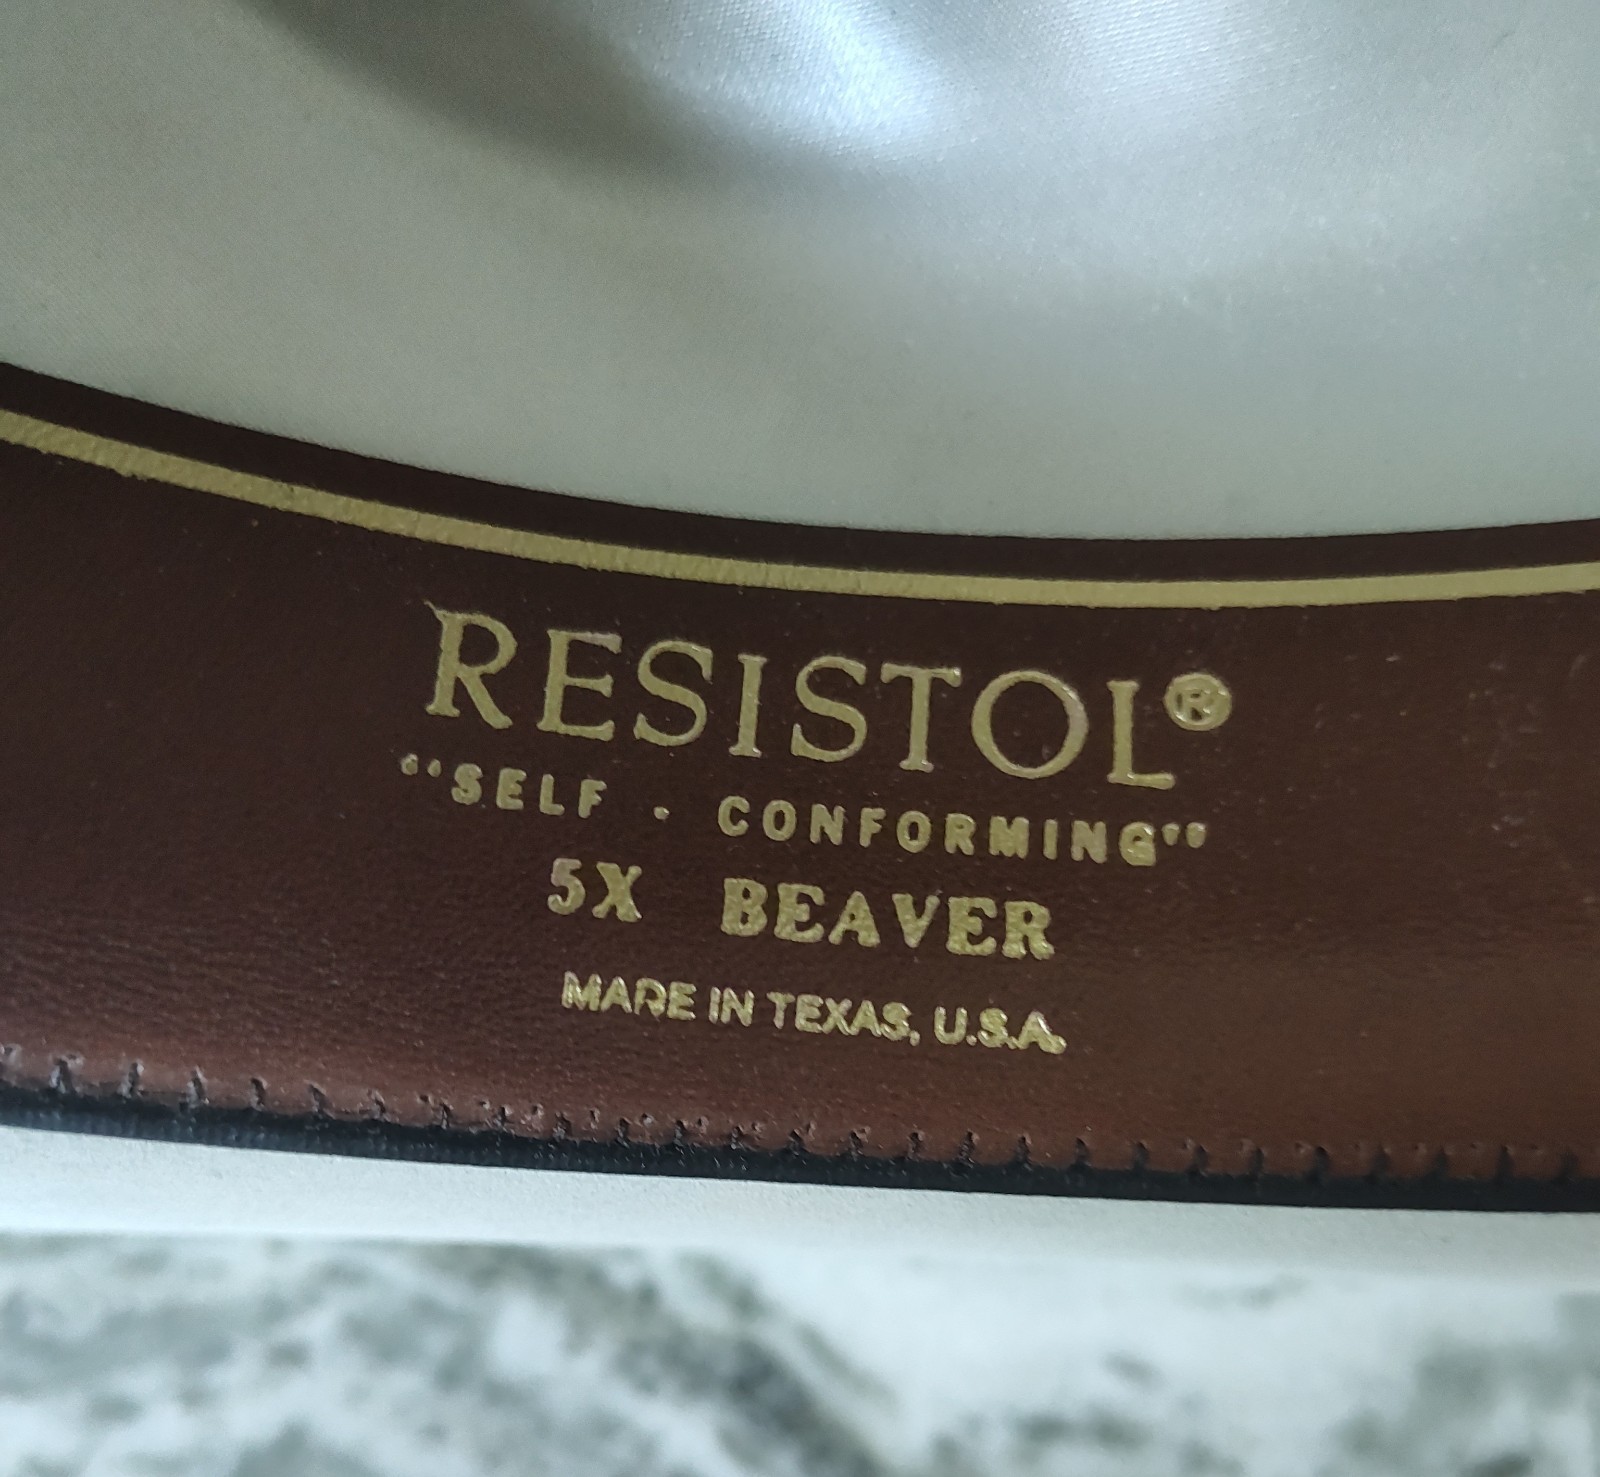 RESISTOL®
“SELF · CONFORMING”
5X BEAVER
MADE IN TEXAS, U.S.A.